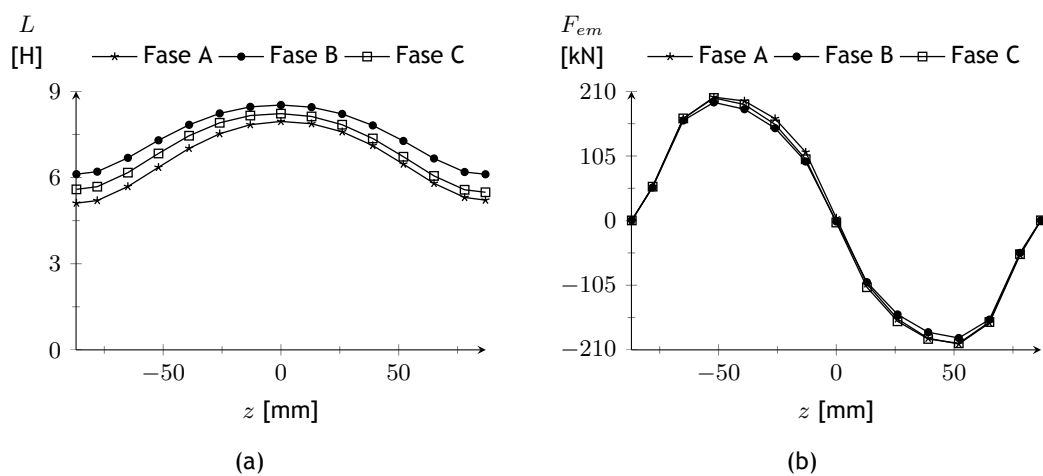 L
[H]
Fase A Fase B Fase C
9
6
3
0
−50 0 50
z [mm]
(a)
F_em
[kN]
Fase A Fase B Fase C
210
105
0
−105
−210
−50 0 50
z [mm]
(b)